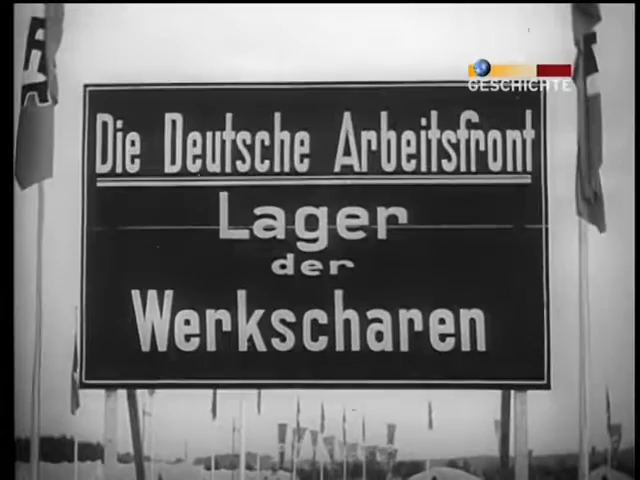 GESCHICHTE
Die Deutsche Arbeitsfront
Lager
der
Werkscharen